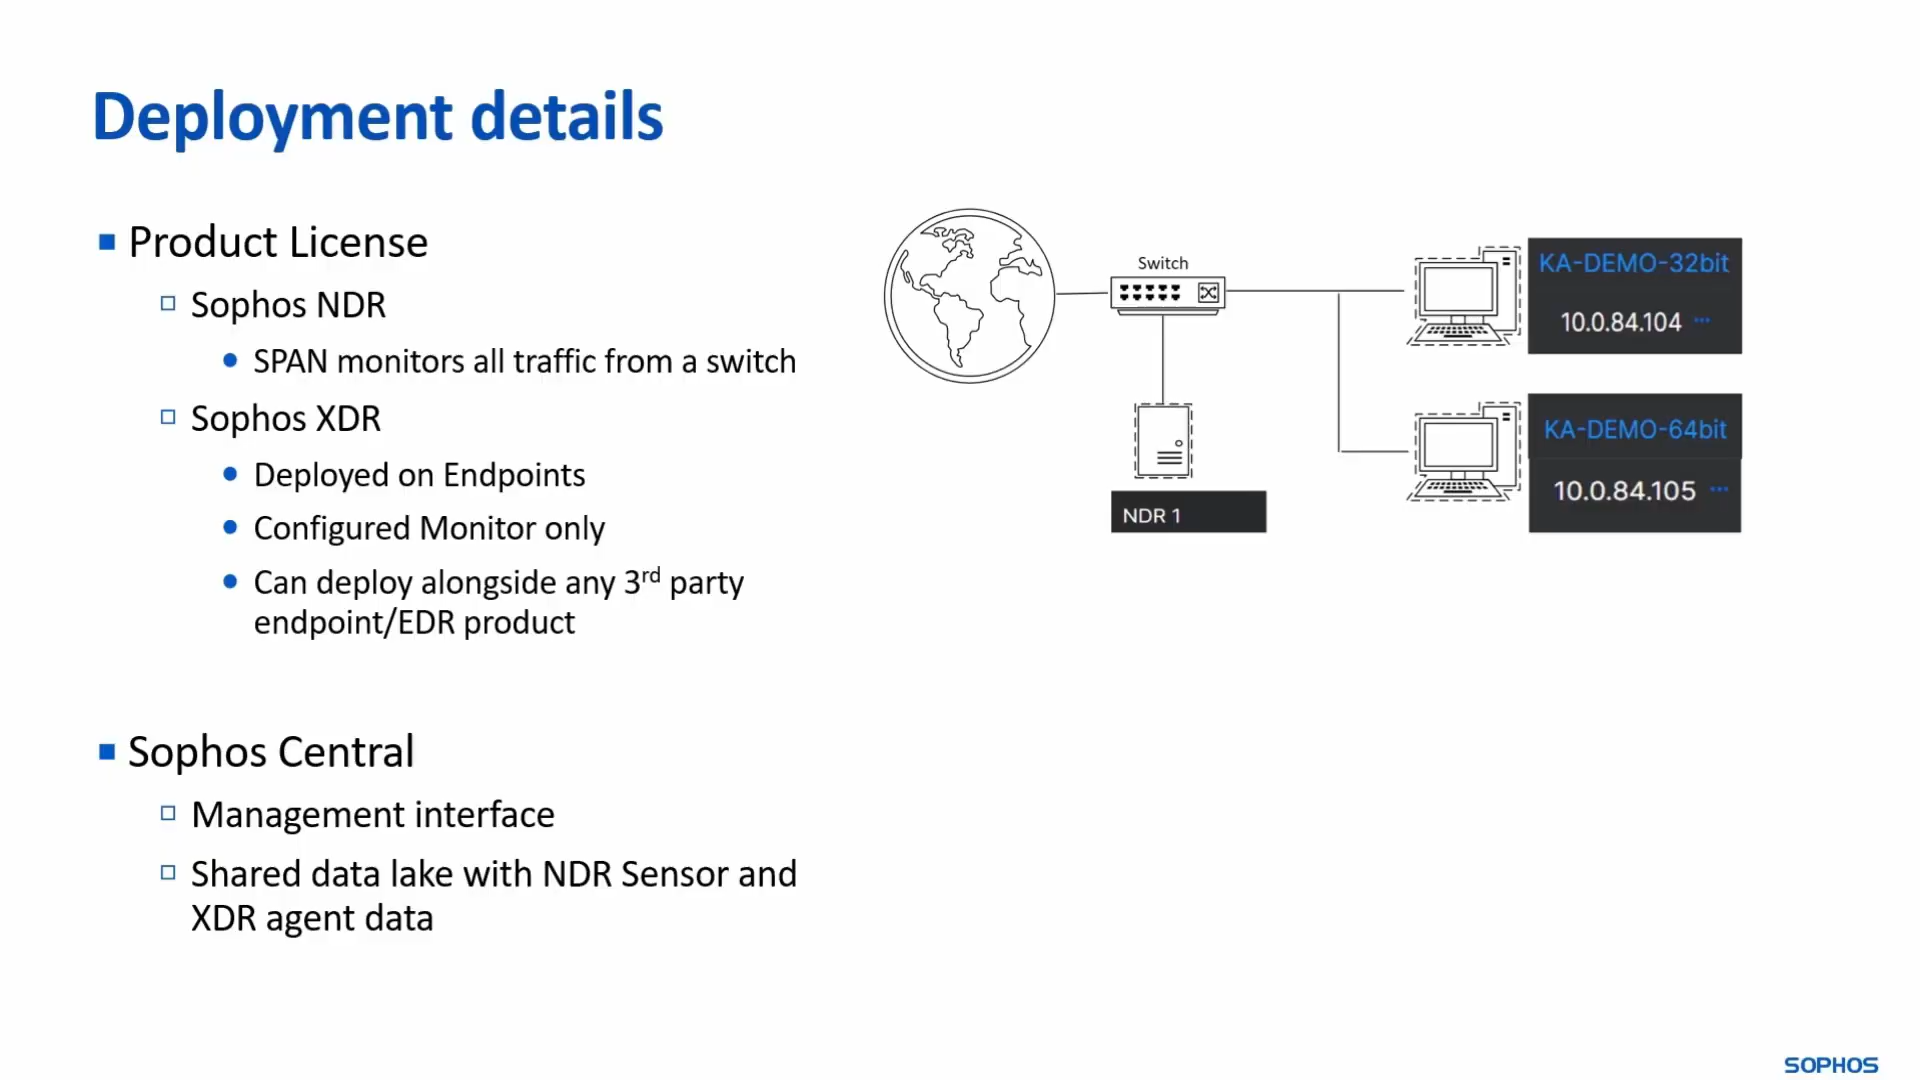 Deployment details
Product License
Sophos NDR
SPAN monitors all traffic from a switch
Sophos XDR
Deployed on Endpoints
Configured Monitor only
Can deploy alongside any 3rd party
endpoint/EDR product
Sophos Central
Management interface
Shared data lake with NDR Sensor and
XDR agent data
Switch
KA-DEMO-32bit
10.0.84.104 ...
KA-DEMO-64bit
10.0.84.105 ...
NDR 1
SOPHOS